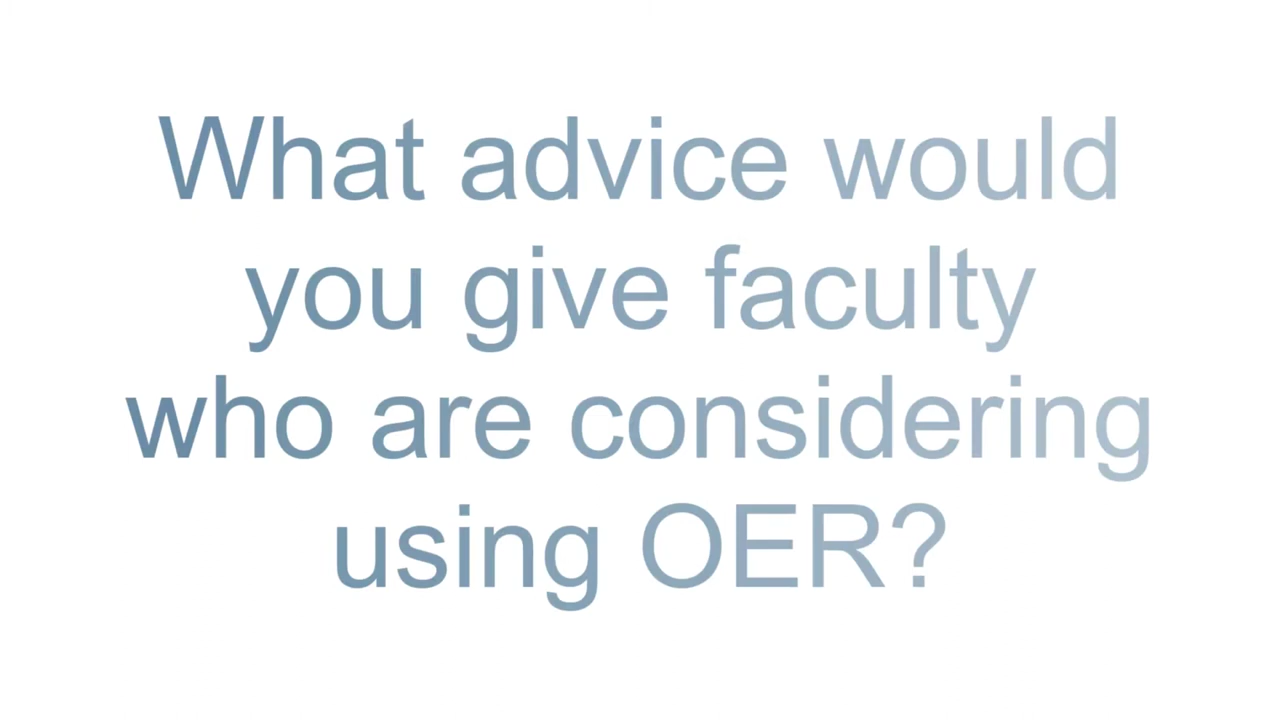 What advice would
you give faculty
who are considering
using OER?